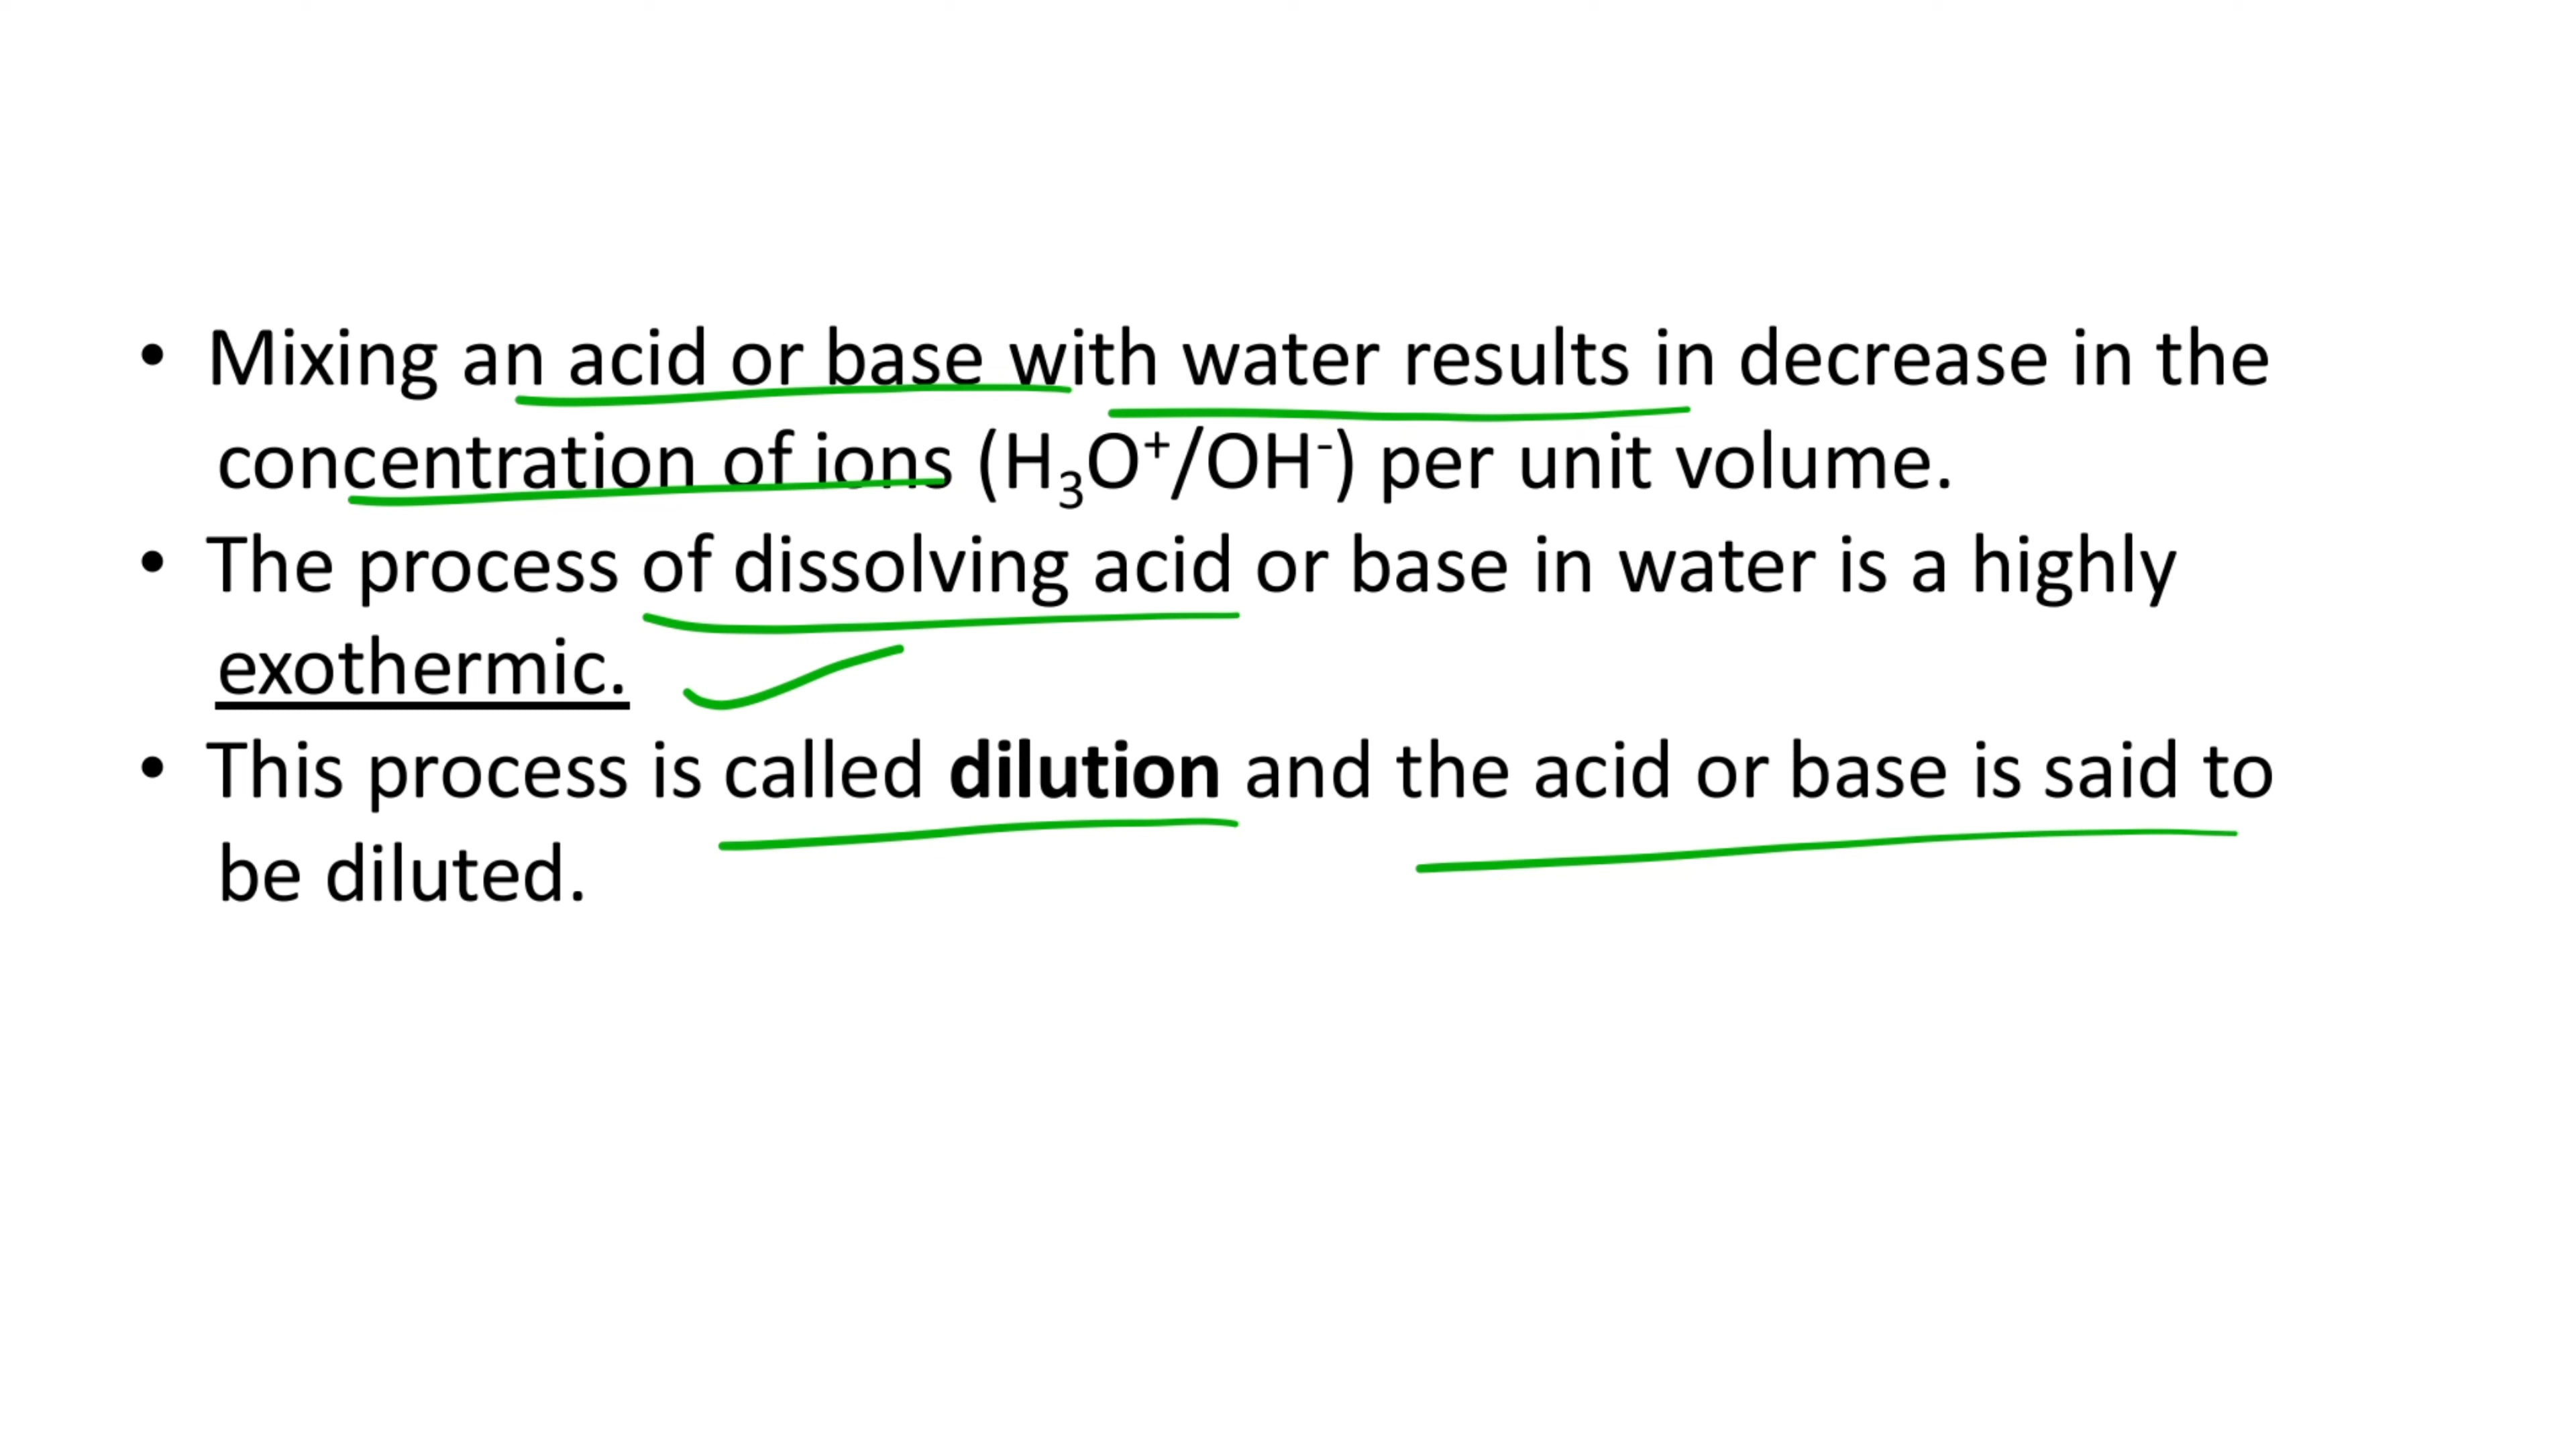 • Mixing an acid or base with water results in decrease in the
concentration of ions (H₃O⁺/OH⁻) per unit volume.
• The process of dissolving acid or base in water is a highly
exothermic.
• This process is called dilution and the acid or base is said to
be diluted.